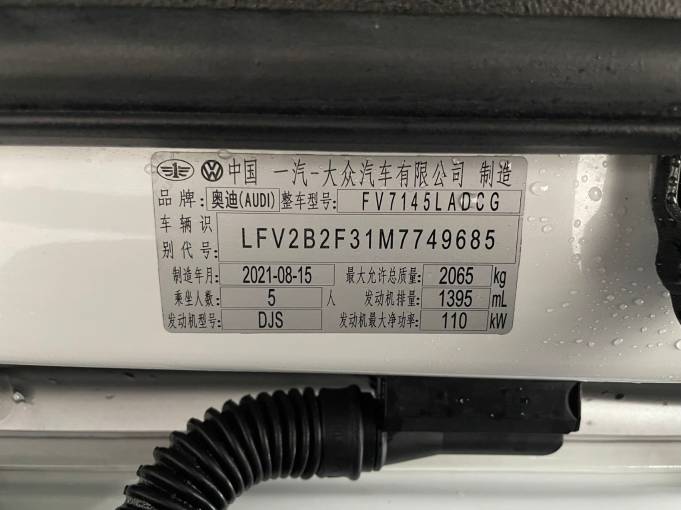 中国 一汽-大众汽车有限公司 制造
品牌: 奥迪(AUDI) 整车型号: FV7145LADCG
车辆识别代号: LFV2B2F31M7749685
制造年月: 2021-08-15 最大允许总质量: 2065 kg
乘坐人数: 5 人 发动机排量: 1395 mL
发动机型号: DJS 发动机最大净功率: 110 kW